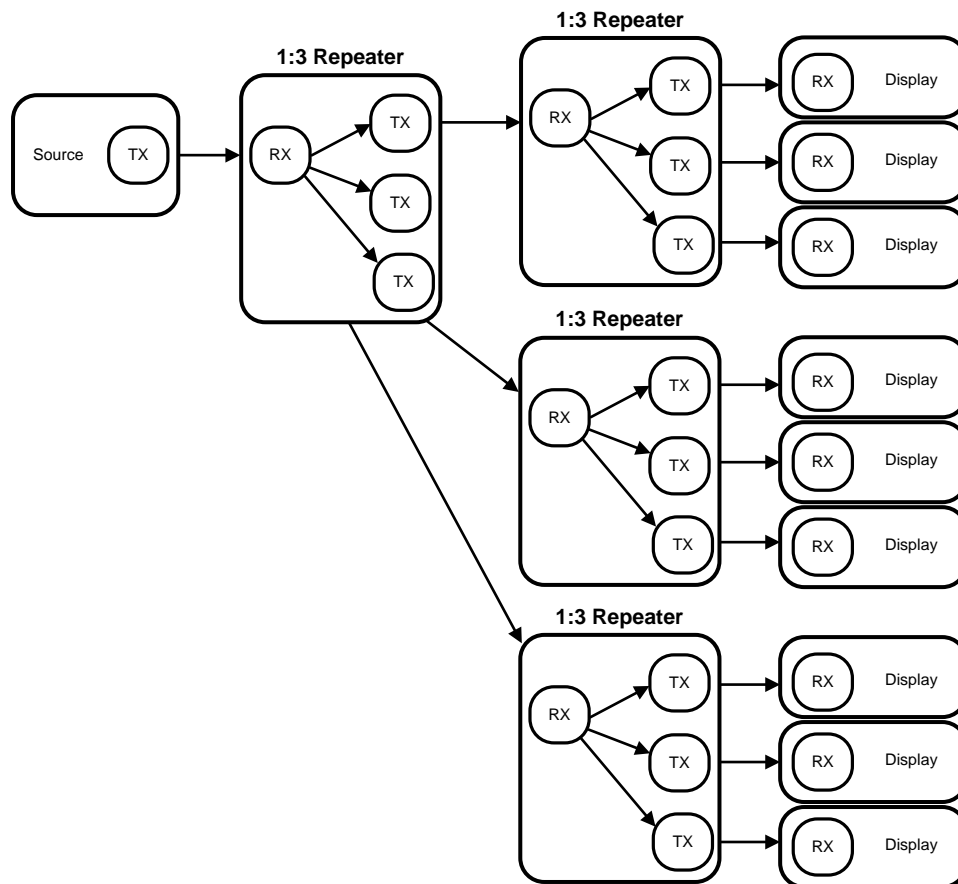 1:3 Repeater
1:3 Repeater
Source
TX
RX
TX
TX
TX
RX
TX
TX
TX
RX
Display
RX
Display
RX
Display
1:3 Repeater
RX
TX
TX
TX
RX
Display
RX
Display
RX
Display
1:3 Repeater
RX
TX
TX
TX
RX
Display
RX
Display
RX
Display